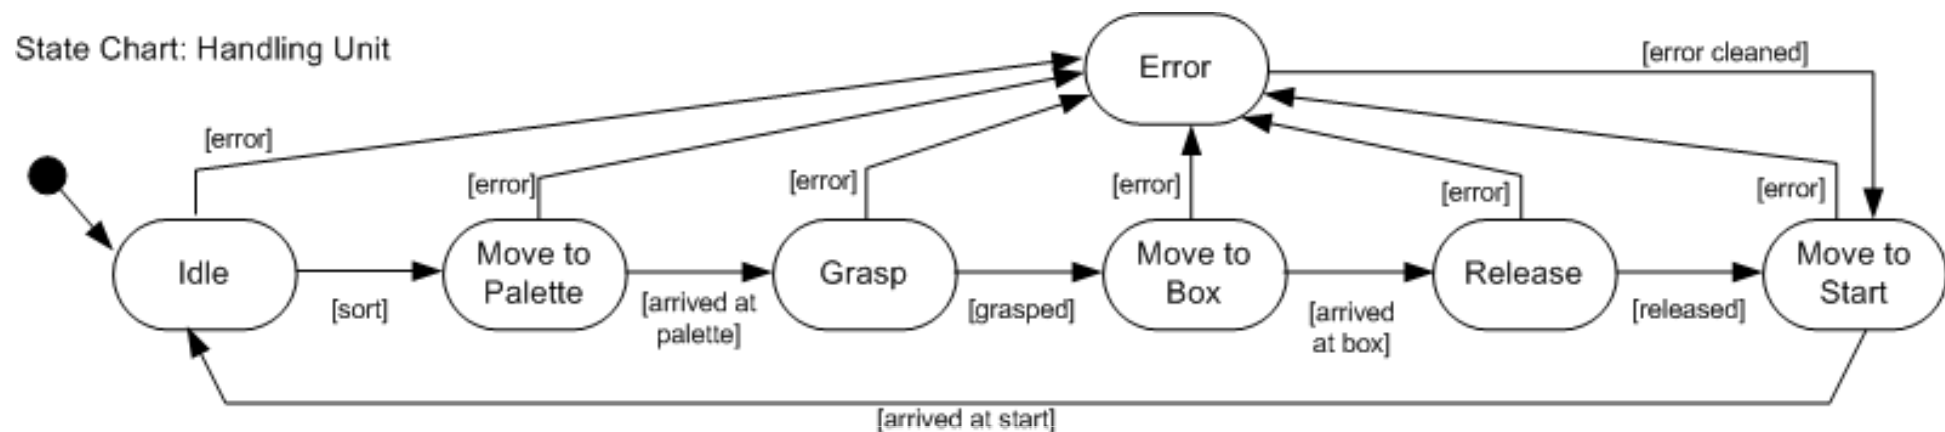 State Chart: Handling Unit
Error
[error cleaned]
[error]
[error]
[error]
[error]
[error]
[error]
Idle
Move to
Palette
Grasp
Move to
Box
Release
Move to
Start
[sort]
[arrived at
palette]
[grasped]
[arrived
at box]
[released]
[arrived at start]